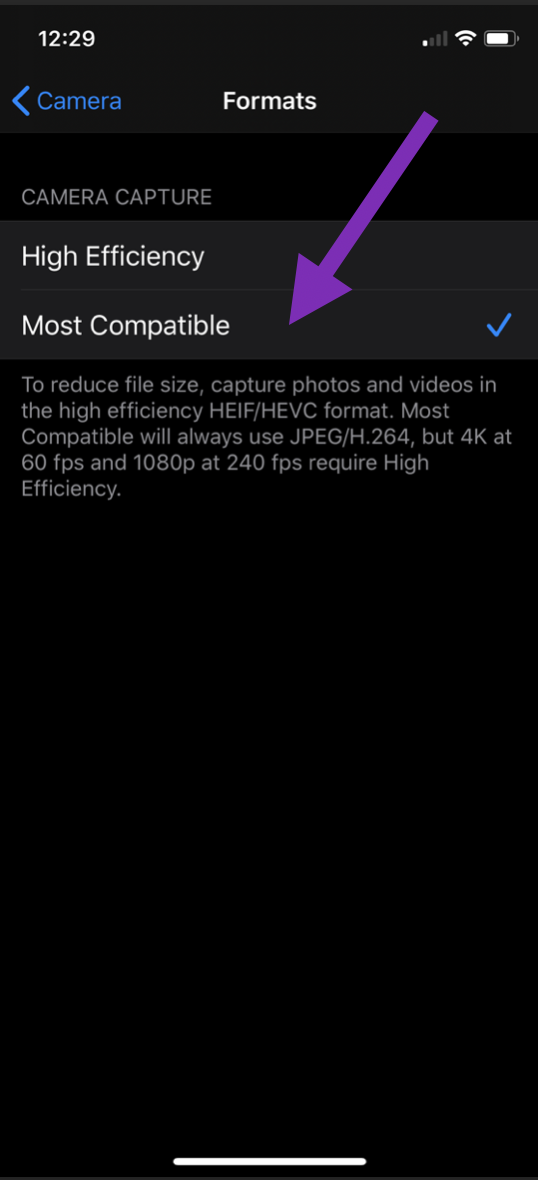 12:29
Camera
Formats
CAMERA CAPTURE
High Efficiency
Most Compatible
To reduce file size, capture photos and videos in
the high efficiency HEIF/HEVC format. Most
Compatible will always use JPEG/H.264, but 4K at
60 fps and 1080p at 240 fps require High
Efficiency.